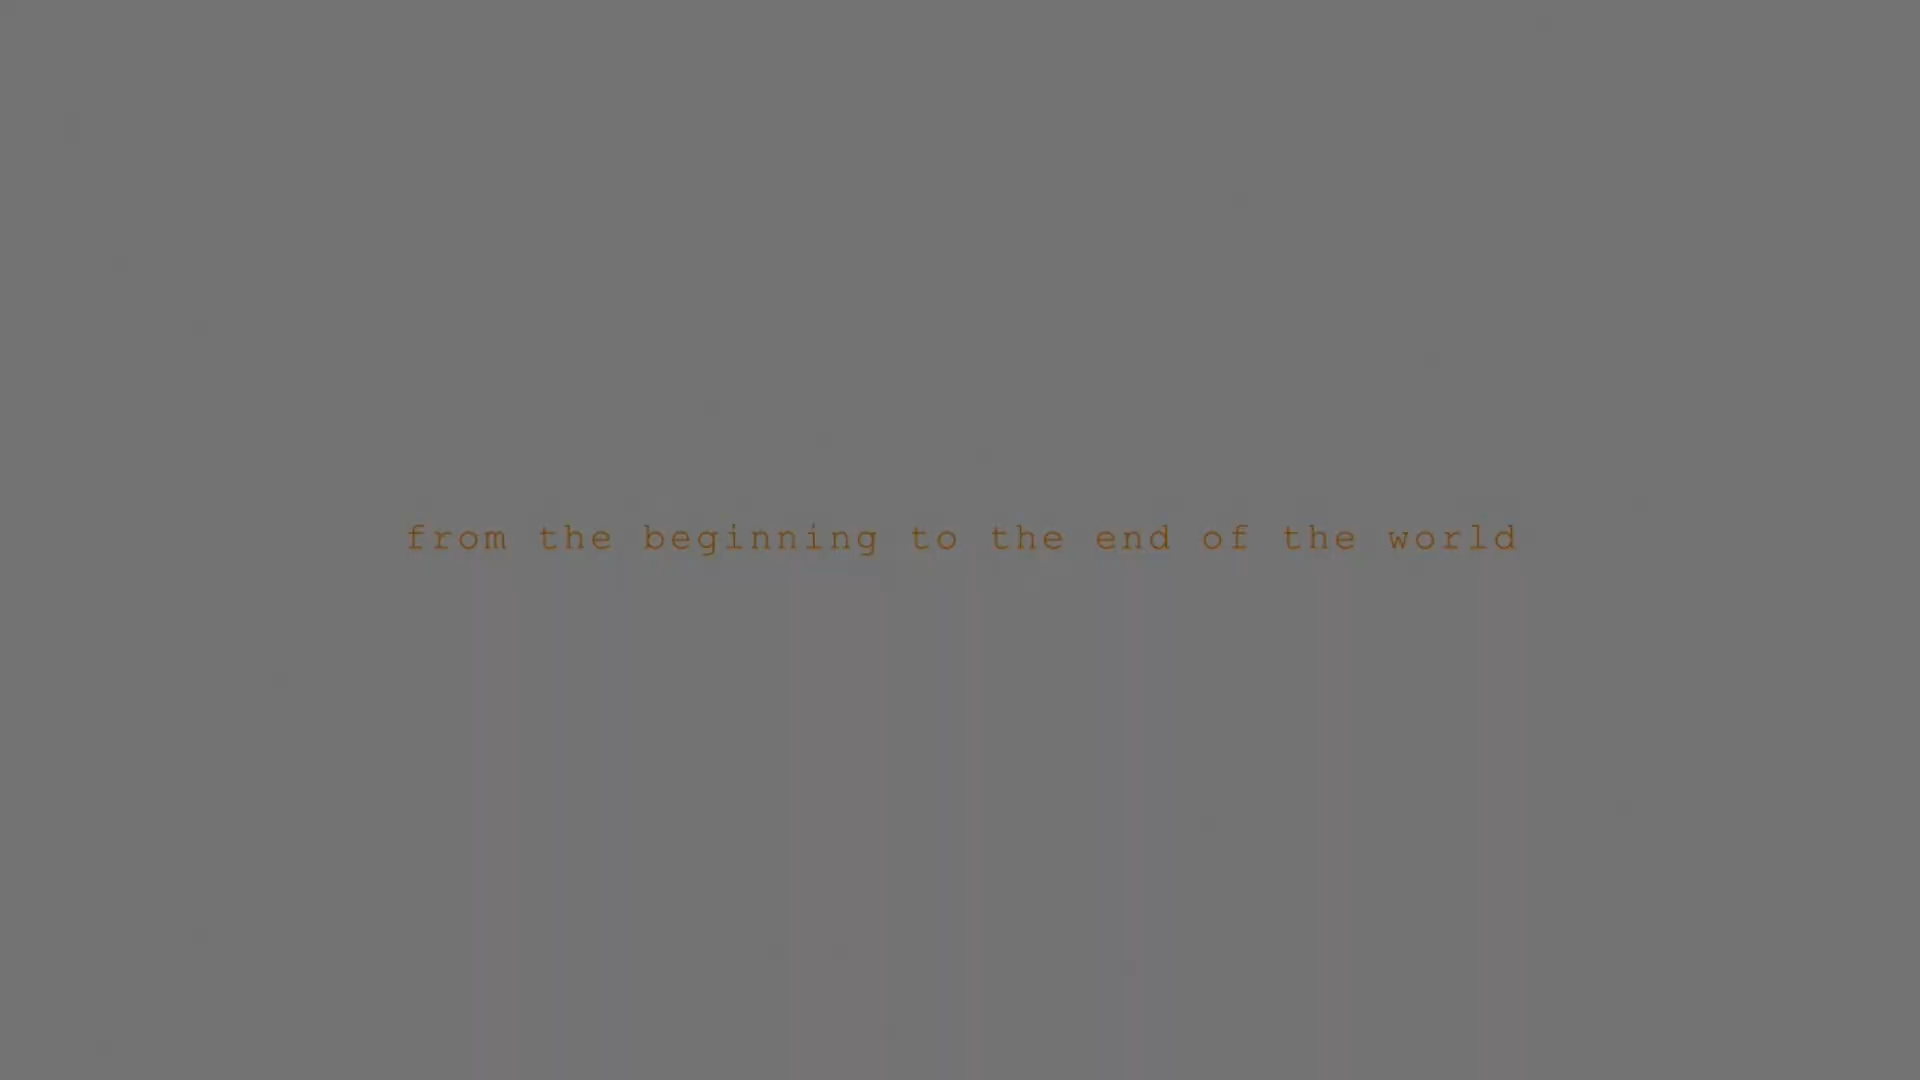 from the beginning to the end of the world